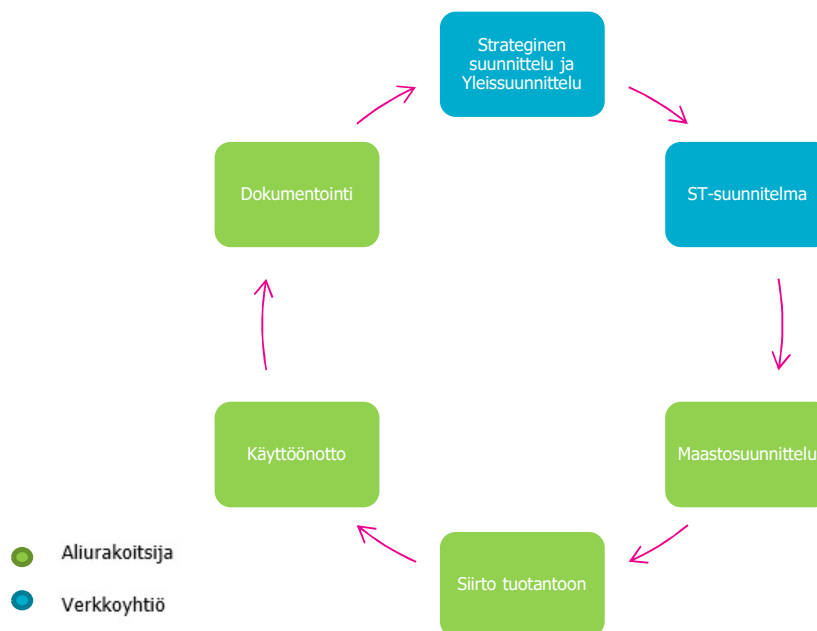 Strateginen
suunnittelu ja
Yleissuunnittelu
ST-suunnitelma
Maastosuunnittelu
Siirto tuotantoon
Käyttöönotto
Dokumentointi
Aliurakoitsija
Verkkoyhtiö